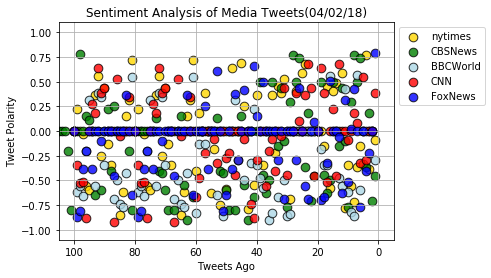 Sentiment Analysis of Media Tweets(04/02/18)
1.00
0.75
0.50
0.25
0.00
−0.25
−0.50
−0.75
−1.00
Tweet Polarity
100
80
60
40
20
0
Tweets Ago
nytimes
CBSNews
BBCWorld
CNN
FoxNews